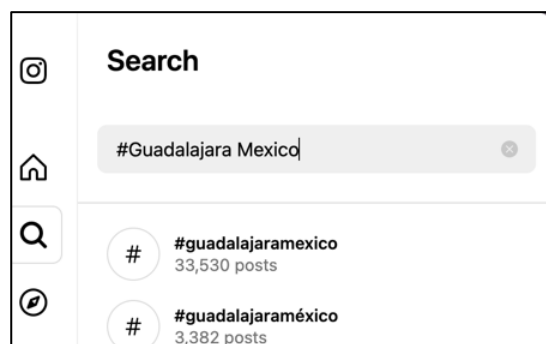 Search
#Guadalajara Mexico
#guadalajaramexico
33,530 posts
#guadalajaraméxico
3,382 posts